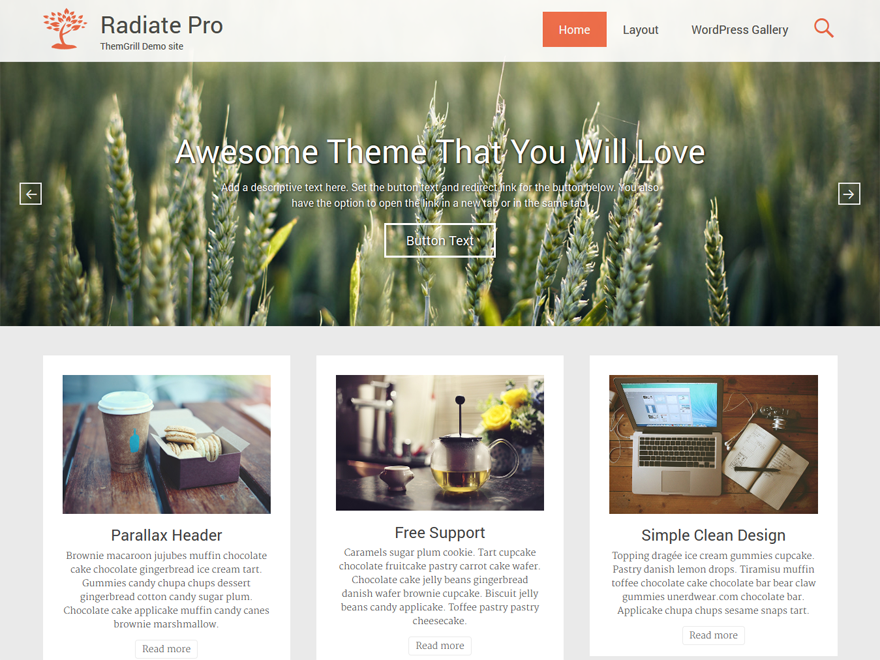 Radiate Pro
ThemGrill Demo site
Home
Layout
WordPress Gallery
Awesome Theme That You Will Love
Add a descriptive text here. Set the button text and redirect link for the button below. You also
have the option to open the link in a new tab or in the same tab.
Button Text
Parallax Header
Brownie macaroon jujubes muffin chocolate
cake chocolate gingerbread ice cream tart.
Gummies candy chupa chups dessert
gingerbread cotton candy sugar plum.
Chocolate cake applicake muffin candy canes
brownie marshmallow.
Read more
Free Support
Caramels sugar plum cookie. Tart cupcake
chocolate fruitcake pastry carrot cake wafer.
Chocolate cake jelly beans gingerbread
danish wafer brownie cupcake. Biscuit jelly
beans candy applicake. Toffee pastry pastry
cheesecake.
Read more
Simple Clean Design
Topping dragée ice cream gummies cupcake.
Pastry danish lemon drops. Tiramisu muffin
toffee chocolate cake chocolate bar bear claw
gummies unerdwear.com chocolate bar.
Applicake chupa chups sesame snaps tart.
Read more